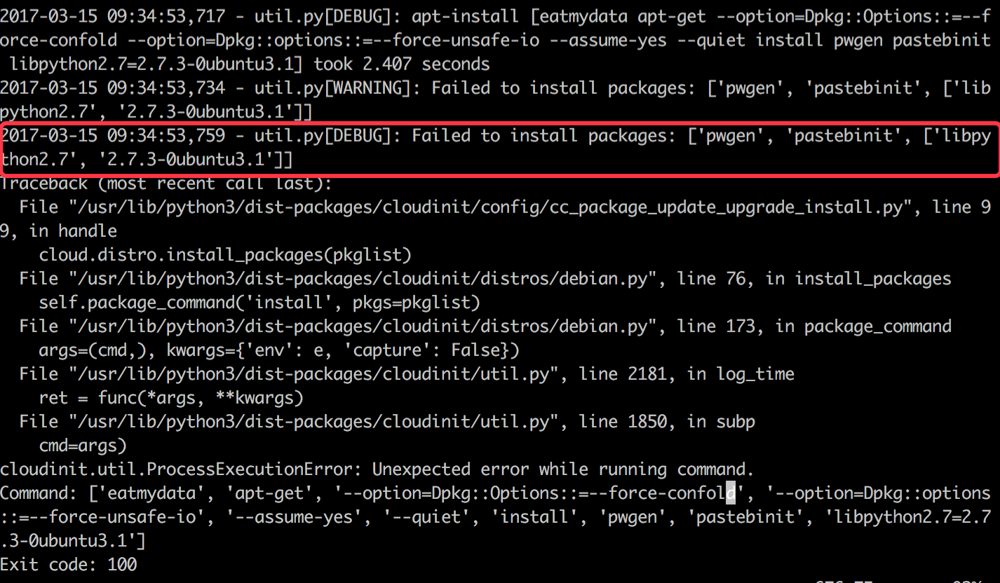 2017-03-15 09:34:53,717 - util.py[DEBUG]: apt-install [eatmydata apt-get --option=Dpkg::Options::=--f
orce-confold --option=Dpkg::options::=--force-unsafe-io --assume-yes --quiet install pwgen pastebinit
 libpython2.7=2.7.3-0ubuntu3.1] took 2.407 seconds
2017-03-15 09:34:53,734 - util.py[WARNING]: Failed to install packages: ['pwgen', 'pastebinit', ['lib
python2.7', '2.7.3-0ubuntu3.1']]
2017-03-15 09:34:53,759 - util.py[DEBUG]: Failed to install packages: ['pwgen', 'pastebinit', ['libpy
thon2.7', '2.7.3-0ubuntu3.1']]
Traceback (most recent call last):
  File "/usr/lib/python3/dist-packages/cloudinit/config/cc_package_update_upgrade_install.py", line 9
9, in handle
    cloud.distro.install_packages(pkglist)
  File "/usr/lib/python3/dist-packages/cloudinit/distros/debian.py", line 76, in install_packages
    self.package_command('install', pkgs=pkglist)
  File "/usr/lib/python3/dist-packages/cloudinit/distros/debian.py", line 173, in package_command
    args=(cmd,), kwargs={'env': e, 'capture': False})
  File "/usr/lib/python3/dist-packages/cloudinit/util.py", line 2181, in log_time
    ret = func(*args, **kwargs)
  File "/usr/lib/python3/dist-packages/cloudinit/util.py", line 1850, in subp
    cmd=args)
cloudinit.util.ProcessExecutionError: Unexpected error while running command.
Command: ['eatmydata', 'apt-get', '--option=Dpkg::Options::=--force-confold', '--option=Dpkg::options
::=--force-unsafe-io', '--assume-yes', '--quiet', 'install', 'pwgen', 'pastebinit', 'libpython2.7=2.7
.3-0ubuntu3.1']
Exit code: 100